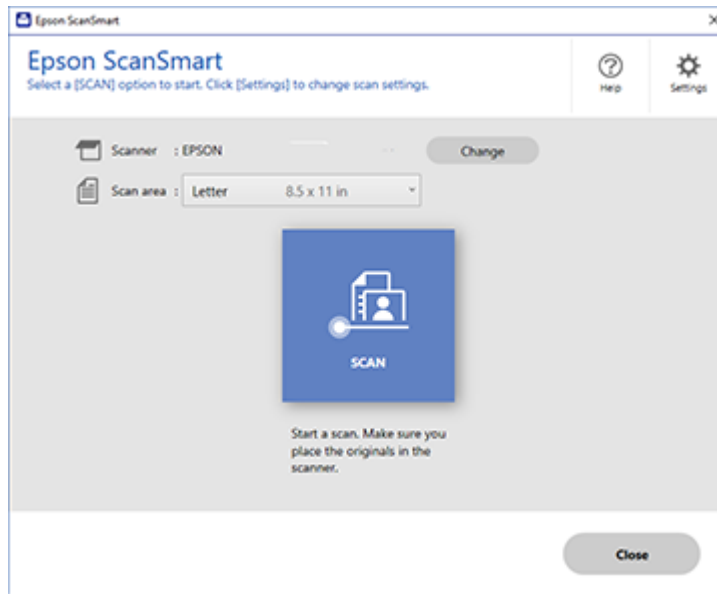 Epson ScanSmart
Epson ScanSmart
Select a [SCAN] option to start. Click [Settings] to change scan settings.
Help
Settings
Scanner : EPSON
Change
Scan area : Letter 8.5 x 11 in
SCAN
Start a scan. Make sure you
place the originals in the
scanner.
Close